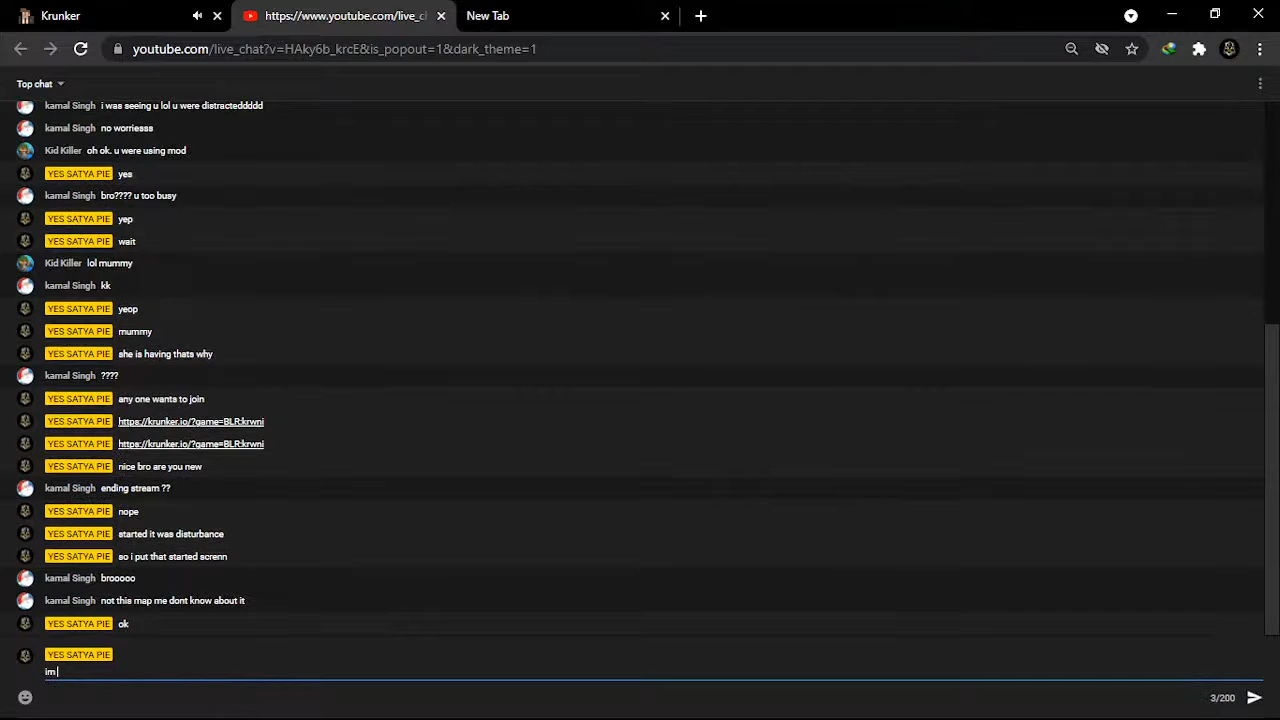 Krunker
https://www.youtube.com/live_c
New Tab
youtube.com/live_chat?v=HAky6b_krcE&is_popout=1&dark_theme=1
Top chat
kamal Singh i was seeing u lol u were distracteddddd
kamal Singh no worriesss
Kid Killer oh ok. u were using mod
YES SATYA PIE yes
kamal Singh bro???? u too busy
YES SATYA PIE yep
YES SATYA PIE wait
Kid Killer lol mummy
kamal Singh kk
YES SATYA PIE yeop
YES SATYA PIE mummy
YES SATYA PIE she is having thats why
kamal Singh ????
YES SATYA PIE any one wants to join
YES SATYA PIE https://krunker.io/?game=BLR:krwni
YES SATYA PIE https://krunker.io/?game=BLR:krwni
YES SATYA PIE nice bro are you new
kamal Singh ending stream ??
YES SATYA PIE nope
YES SATYA PIE started it was disturbance
YES SATYA PIE so i put that started screnn
kamal Singh brooooo
kamal Singh not this map me dont know about it
YES SATYA PIE ok
YES SATYA PIE
im
3/200